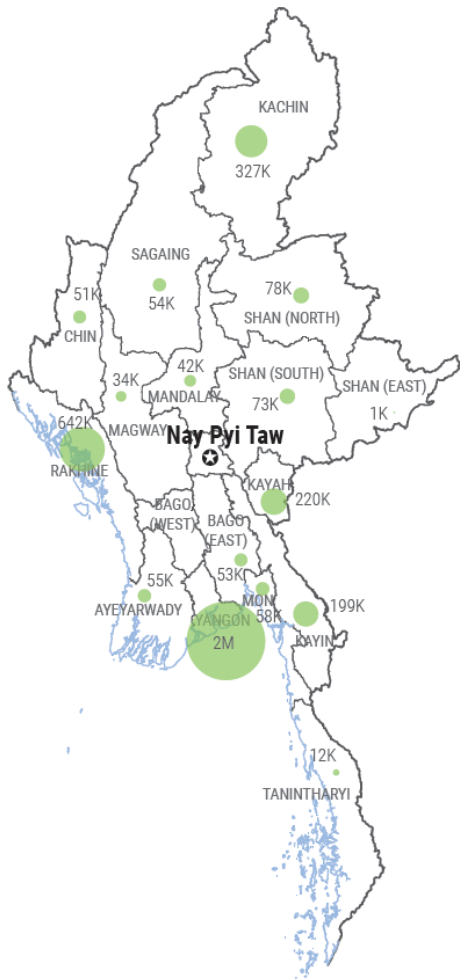 KACHIN
327K
SAGAING
54K
78K
SHAN (NORTH)
51K
CHIN
42K
MANDALAY
34K
MAGWAY
SHAN (SOUTH)
73K
SHAN (EAST)
1K
642K
RAKHINE
Nay Pyi Taw
KAYAH
220K
BAGO
(WEST)
BAGO
(EAST)
53K
55K
AYEYARWADY
MON
58K
YANGON
2M
199K
KAYIN
12K
TANINTHARYI